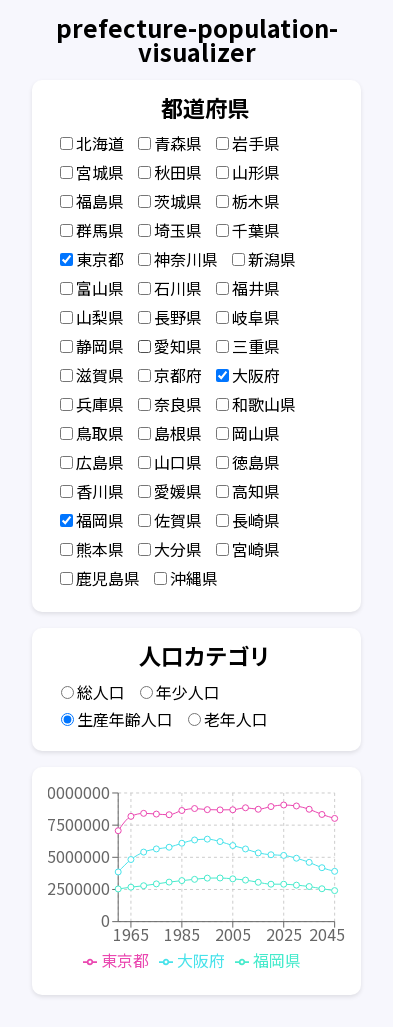 prefecture-population-
visualizer
都道府県
北海道 青森県 岩手県
宮城県 秋田県 山形県
福島県 茨城県 栃木県
群馬県 埼玉県 千葉県
東京都 神奈川県 新潟県
富山県 石川県 福井県
山梨県 長野県 岐阜県
静岡県 愛知県 三重県
滋賀県 京都府 大阪府
兵庫県 奈良県 和歌山県
鳥取県 島根県 岡山県
広島県 山口県 徳島県
香川県 愛媛県 高知県
福岡県 佐賀県 長崎県
熊本県 大分県 宮崎県
鹿児島県 沖縄県
人口カテゴリ
総人口 年少人口
生産年齢人口 老年人口
0000000
7500000
5000000
2500000
0
1965 1985 2005 2025 2045
東京都 大阪府 福岡県